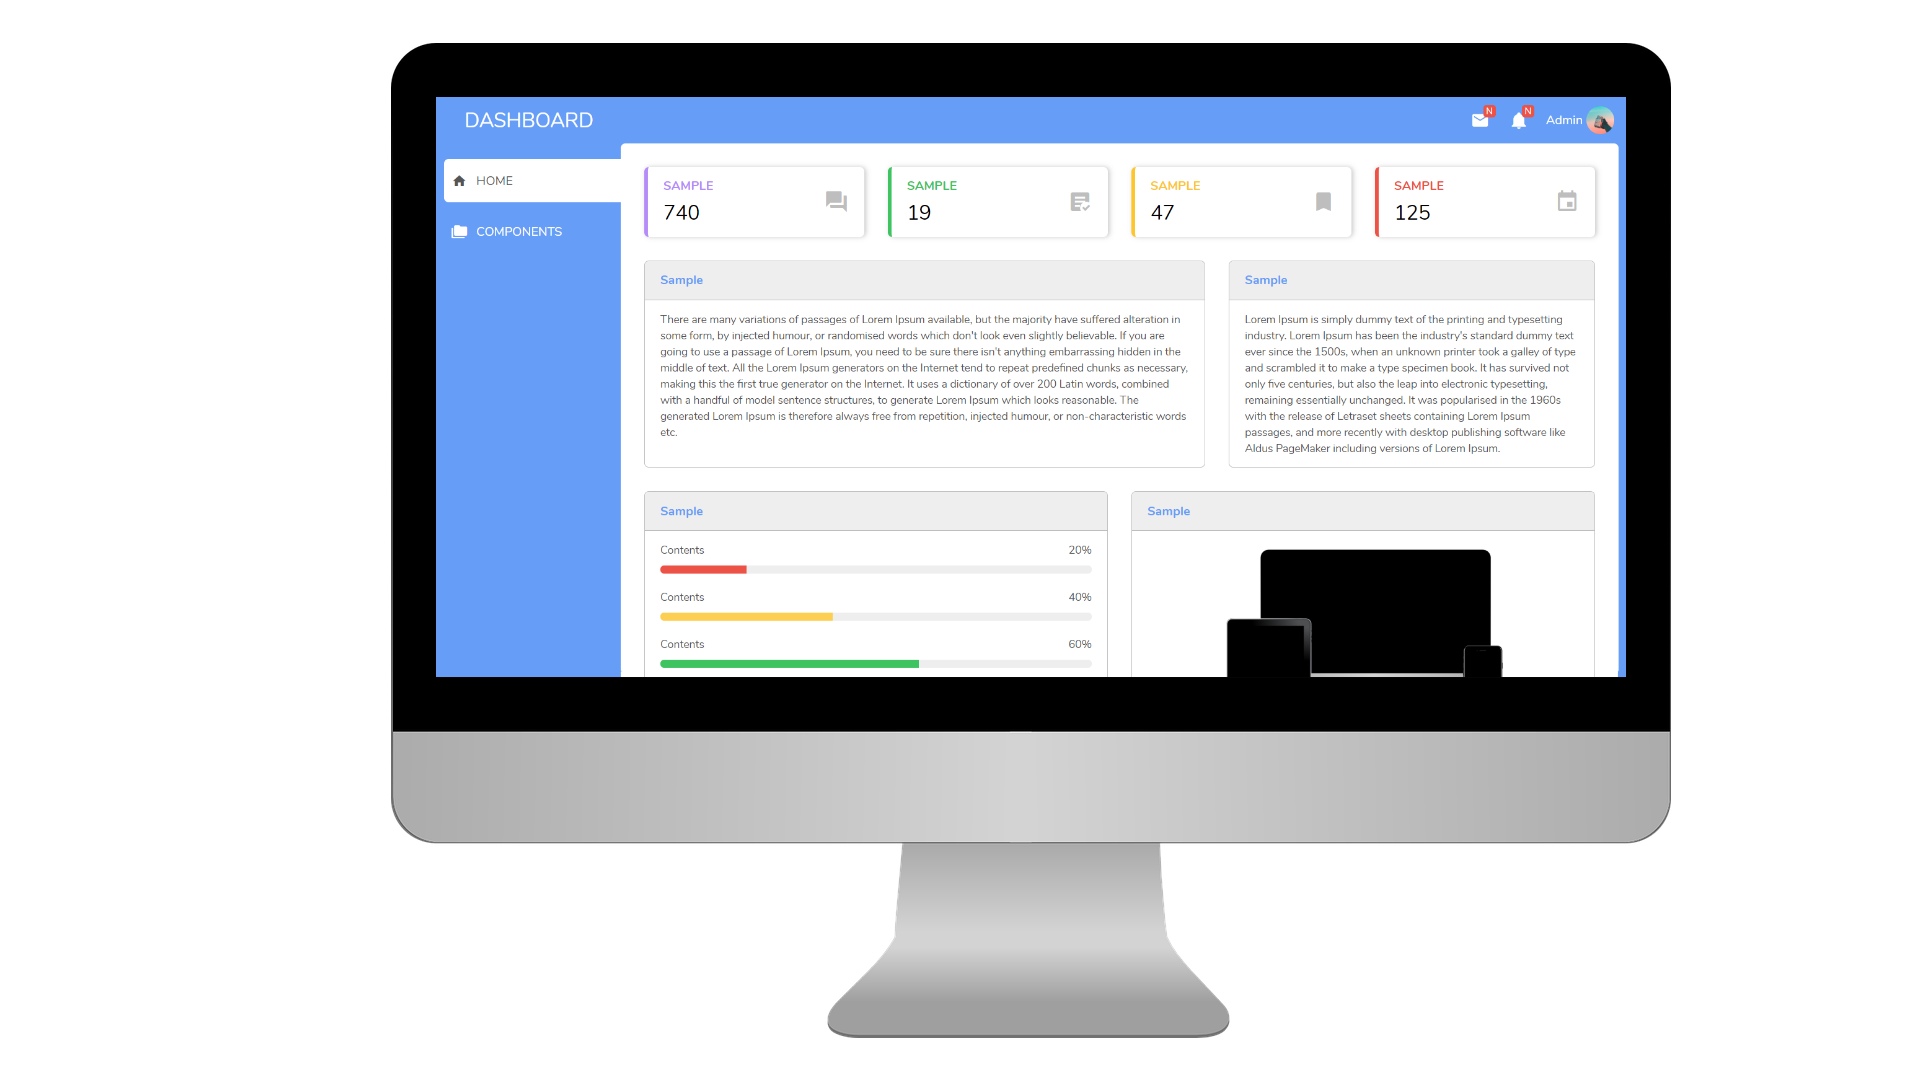 DASHBOARD
N
N
Admin
HOME
COMPONENTS
SAMPLE
740
SAMPLE
19
SAMPLE
47
SAMPLE
125
Sample
There are many variations of passages of Lorem Ipsum available, but the majority have suffered alteration in
some form, by injected humour, or randomised words which don't look even slightly believable. If you are
going to use a passage of Lorem Ipsum, you need to be sure there isn't anything embarrassing hidden in the
middle of text. All the Lorem Ipsum generators on the Internet tend to repeat predefined chunks as necessary,
making this the first true generator on the Internet. It uses a dictionary of over 200 Latin words, combined
with a handful of model sentence structures, to generate Lorem Ipsum which looks reasonable. The
generated Lorem Ipsum is therefore always free from repetition, injected humour, or non-characteristic words
etc.
Sample
Lorem Ipsum is simply dummy text of the printing and typesetting
industry. Lorem Ipsum has been the industry's standard dummy text
ever since the 1500s, when an unknown printer took a galley of type
and scrambled it to make a type specimen book. It has survived not
only five centuries, but also the leap into electronic typesetting,
remaining essentially unchanged. It was popularised in the 1960s
with the release of Letraset sheets containing Lorem Ipsum
passages, and more recently with desktop publishing software like
Aldus PageMaker including versions of Lorem Ipsum.
Sample
Contents 20%
Contents 40%
Contents 60%
Sample